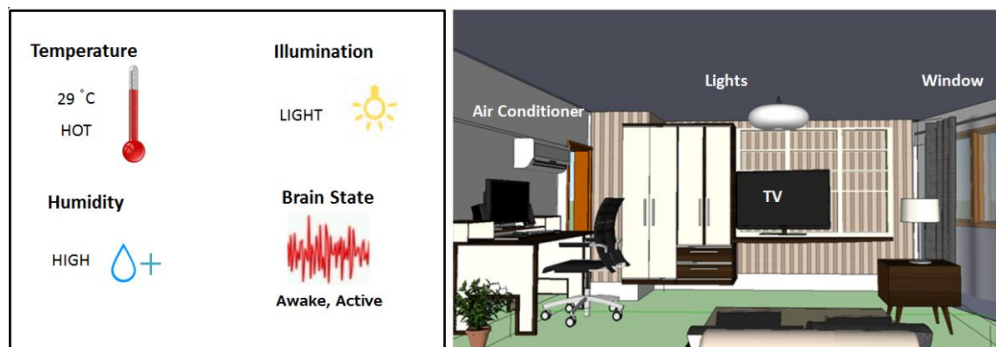 Temperature
29 °C
HOT
Illumination
LIGHT
Humidity
HIGH
Brain State
Awake, Active
Air Conditioner
Lights
Window
TV